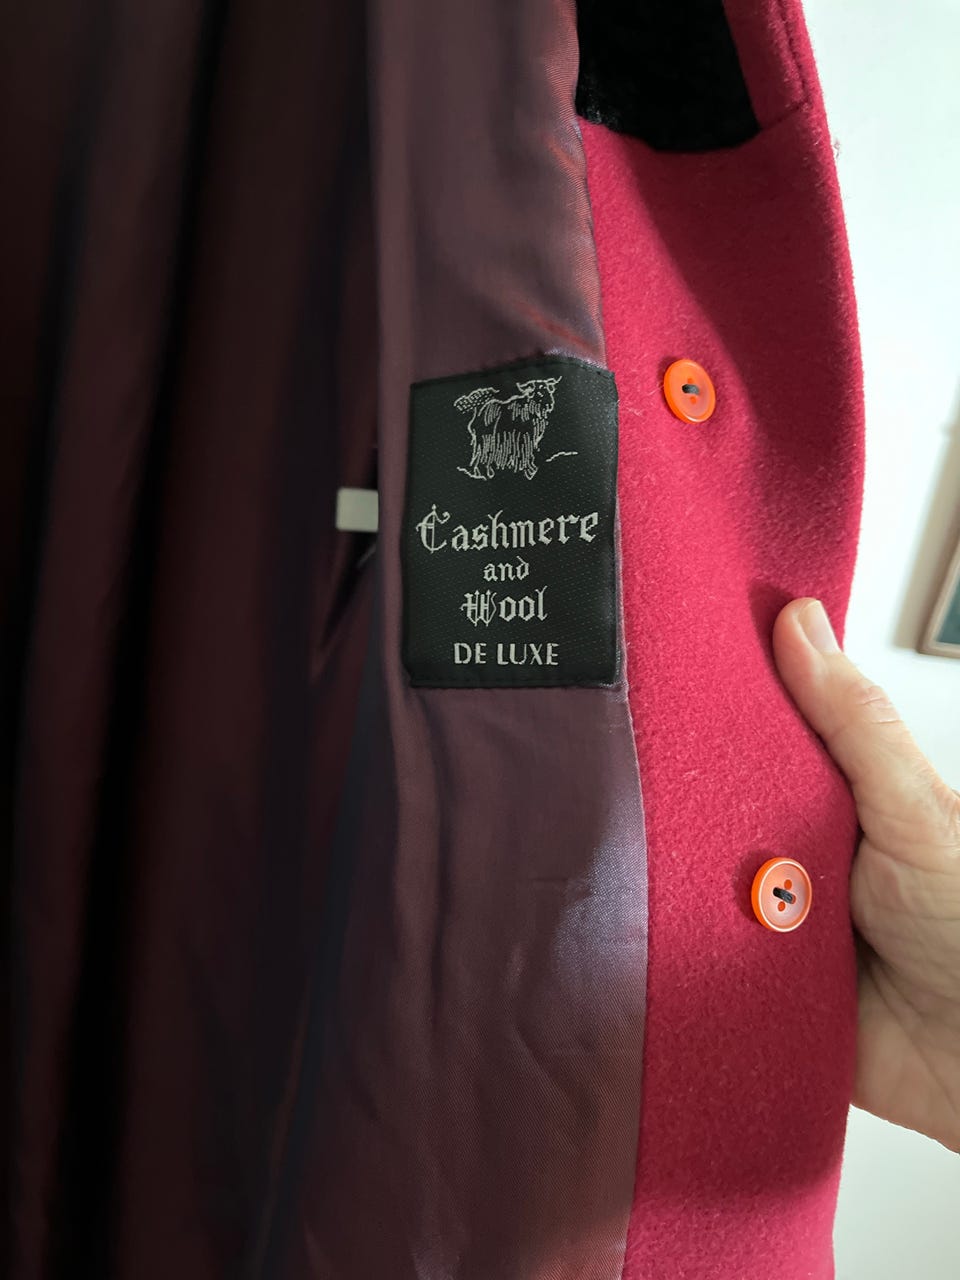 Cashmere
and
Wool
DE LUXE